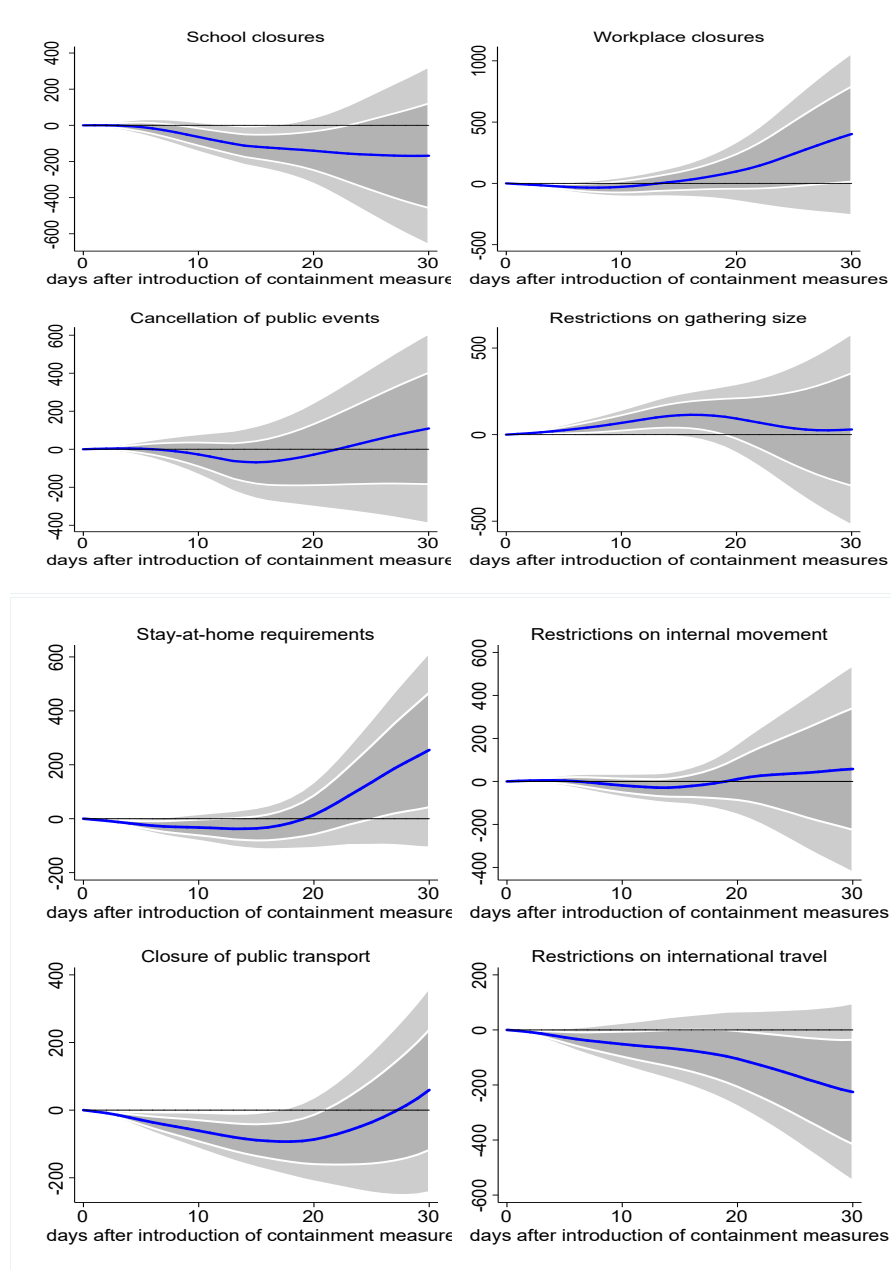 School closures
Workplace closures
400
200
0
-200
-400
-600
1000
500
0
-500
0 10 20 30
0 10 20 30
days after introduction of containment measure
days after introduction of containment measures
Cancellation of public events
Restrictions on gathering size
600
400
200
0
-200
400
500
0
-500
0 10 20 30
0 10 20 30
days after introduction of containment measure
days after introduction of containment measures
Stay-at-home requirements
Restrictions on internal movement
600
400
200
0
-200
600
400
200
0
-200
-400
0 10 20 30
0 10 20 30
days after introduction of containment measure
days after introduction of containment measures
Closure of public transport
Restrictions on international travel
400
200
0
-200
200
0
-200
-400
-600
0 10 20 30
0 10 20 30
days after introduction of containment measure
days after introduction of containment measures